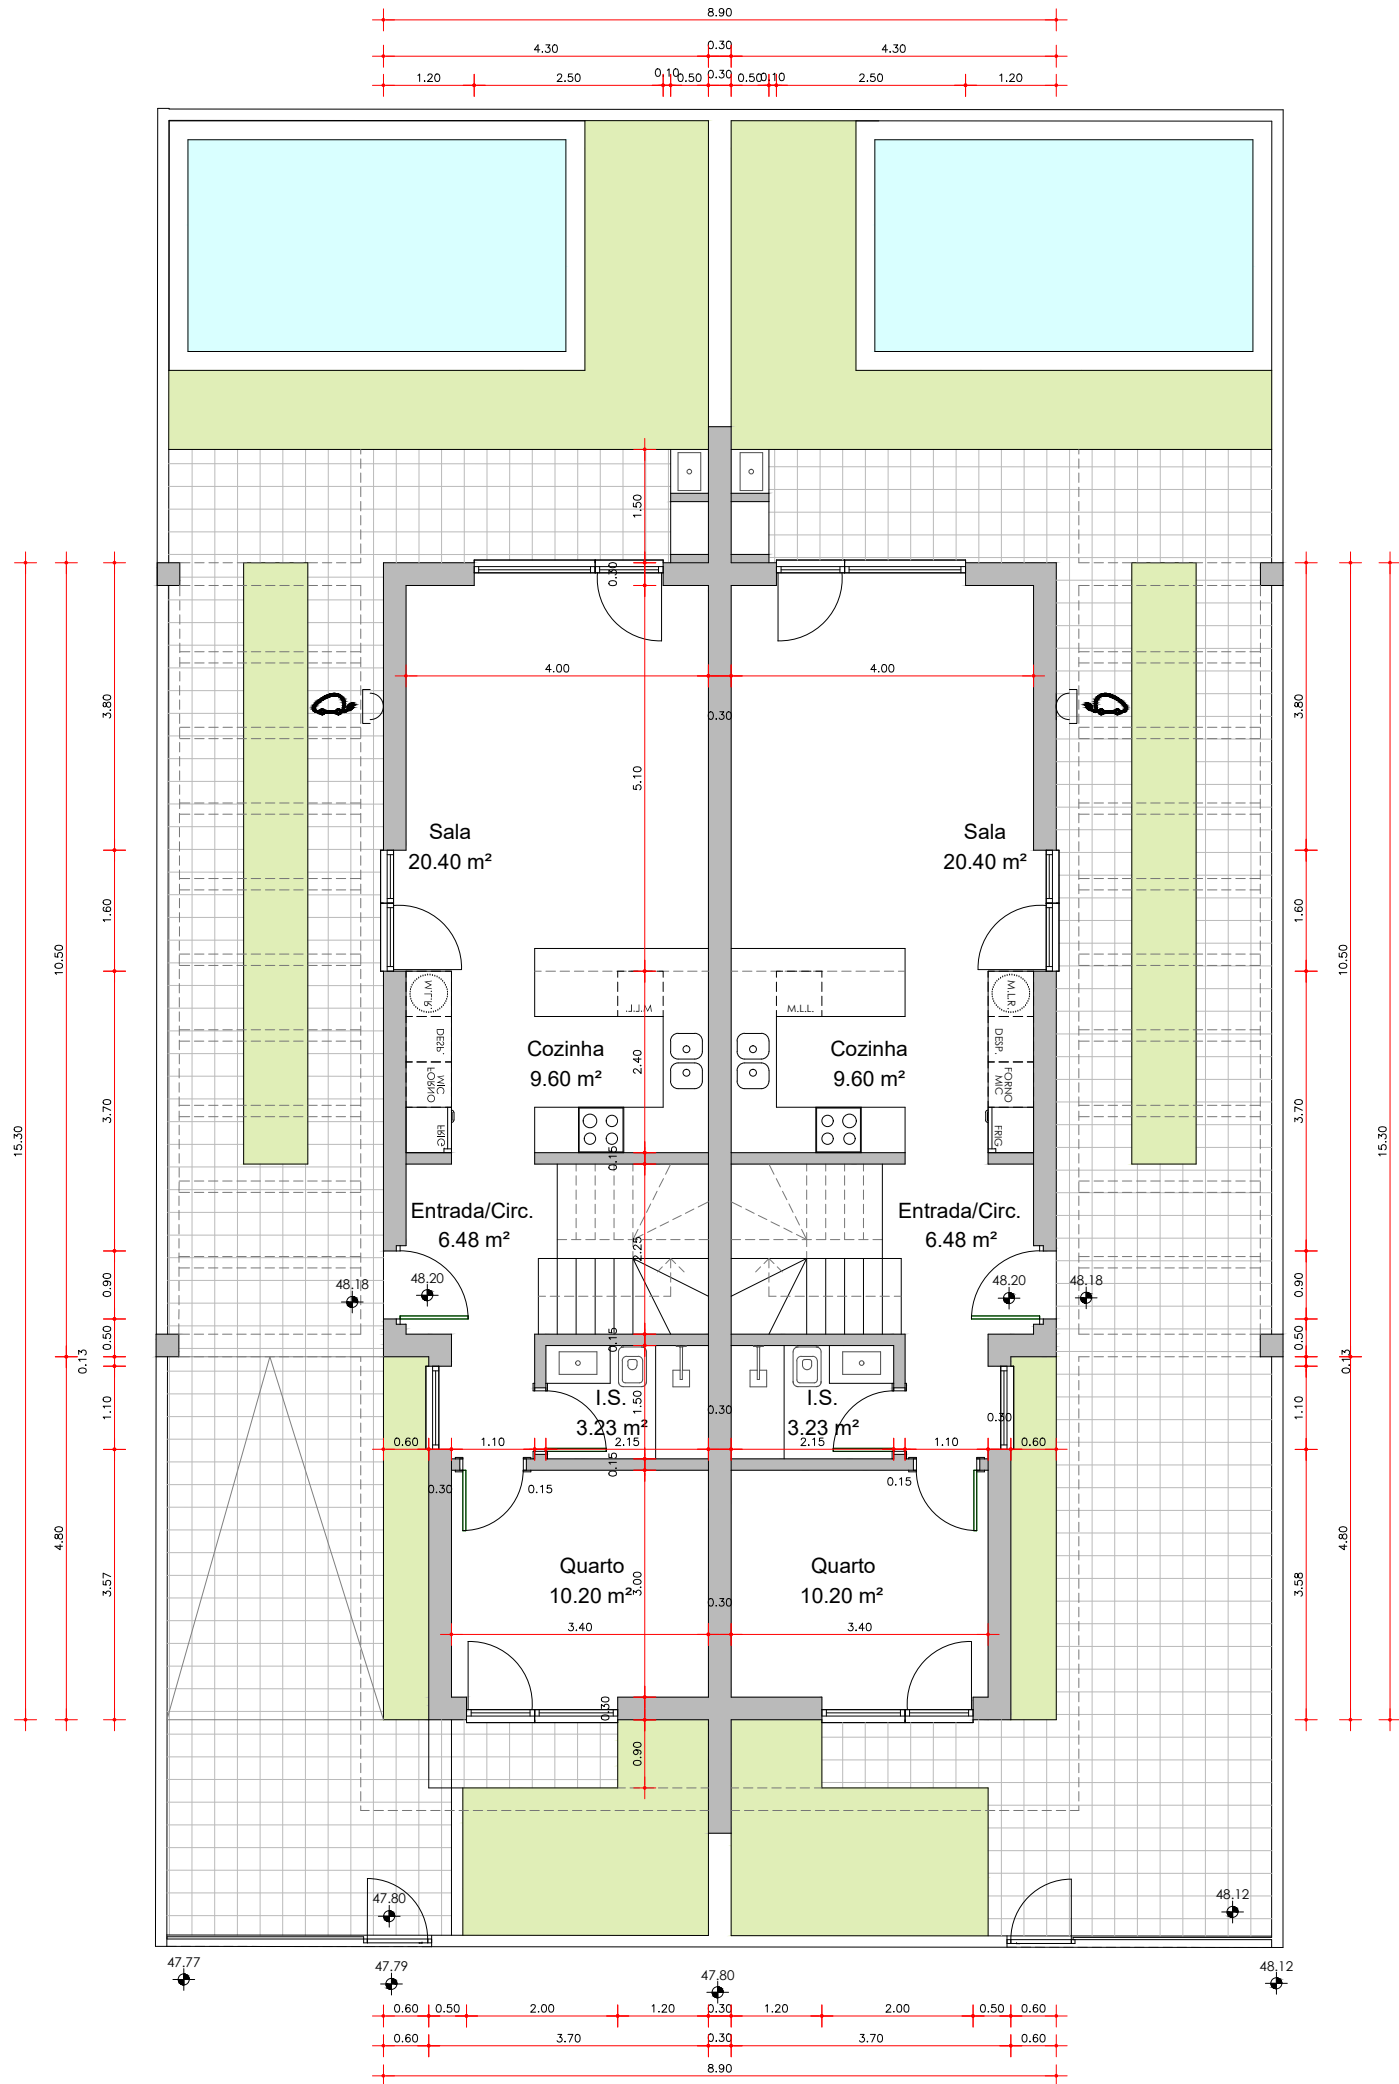 8.90
4.30 0.30 4.30
1.20 2.50 0.10 0.50 0.30 0.50 0.10 2.50 1.20
1.50
0.30
4.00 4.00
0.30
3.80 3.80
5.10
Sala
20.40 m²
Sala
20.40 m²
1.60 1.60
10.50 10.50
M.L.R. M.L.L. M.L.L. M.L.R.
DESP. DESP.
Cozinha
9.60 m²
Cozinha
9.60 m²
2.40
MIC
FORNO
FORNO
MIC
FRIG. FRIG.
3.70 3.70
15.30 15.30
0.15
Entrada/Circ.
6.48 m²
Entrada/Circ.
6.48 m²
2.25
48.18 48.20 48.20 48.18
0.90 0.90
0.50 0.50
0.15
0.13 0.13
I.S.
3.23 m²
I.S.
3.23 m²
1.10 1.50 0.30 0.30 1.10
0.60 1.10 2.15 2.15 1.10 0.60
0.15
0.30 0.15 0.15
4.80 4.80
Quarto
10.20 m²
Quarto
10.20 m²
3.57 3.00 0.30 3.58
3.40 3.40
0.30
0.90
47.80 48.12
47.77 47.79 47.80 48.12
0.60 0.50 2.00 1.20 0.30 1.20 2.00 0.50 0.60
0.60 3.70 0.30 3.70 0.60
8.90